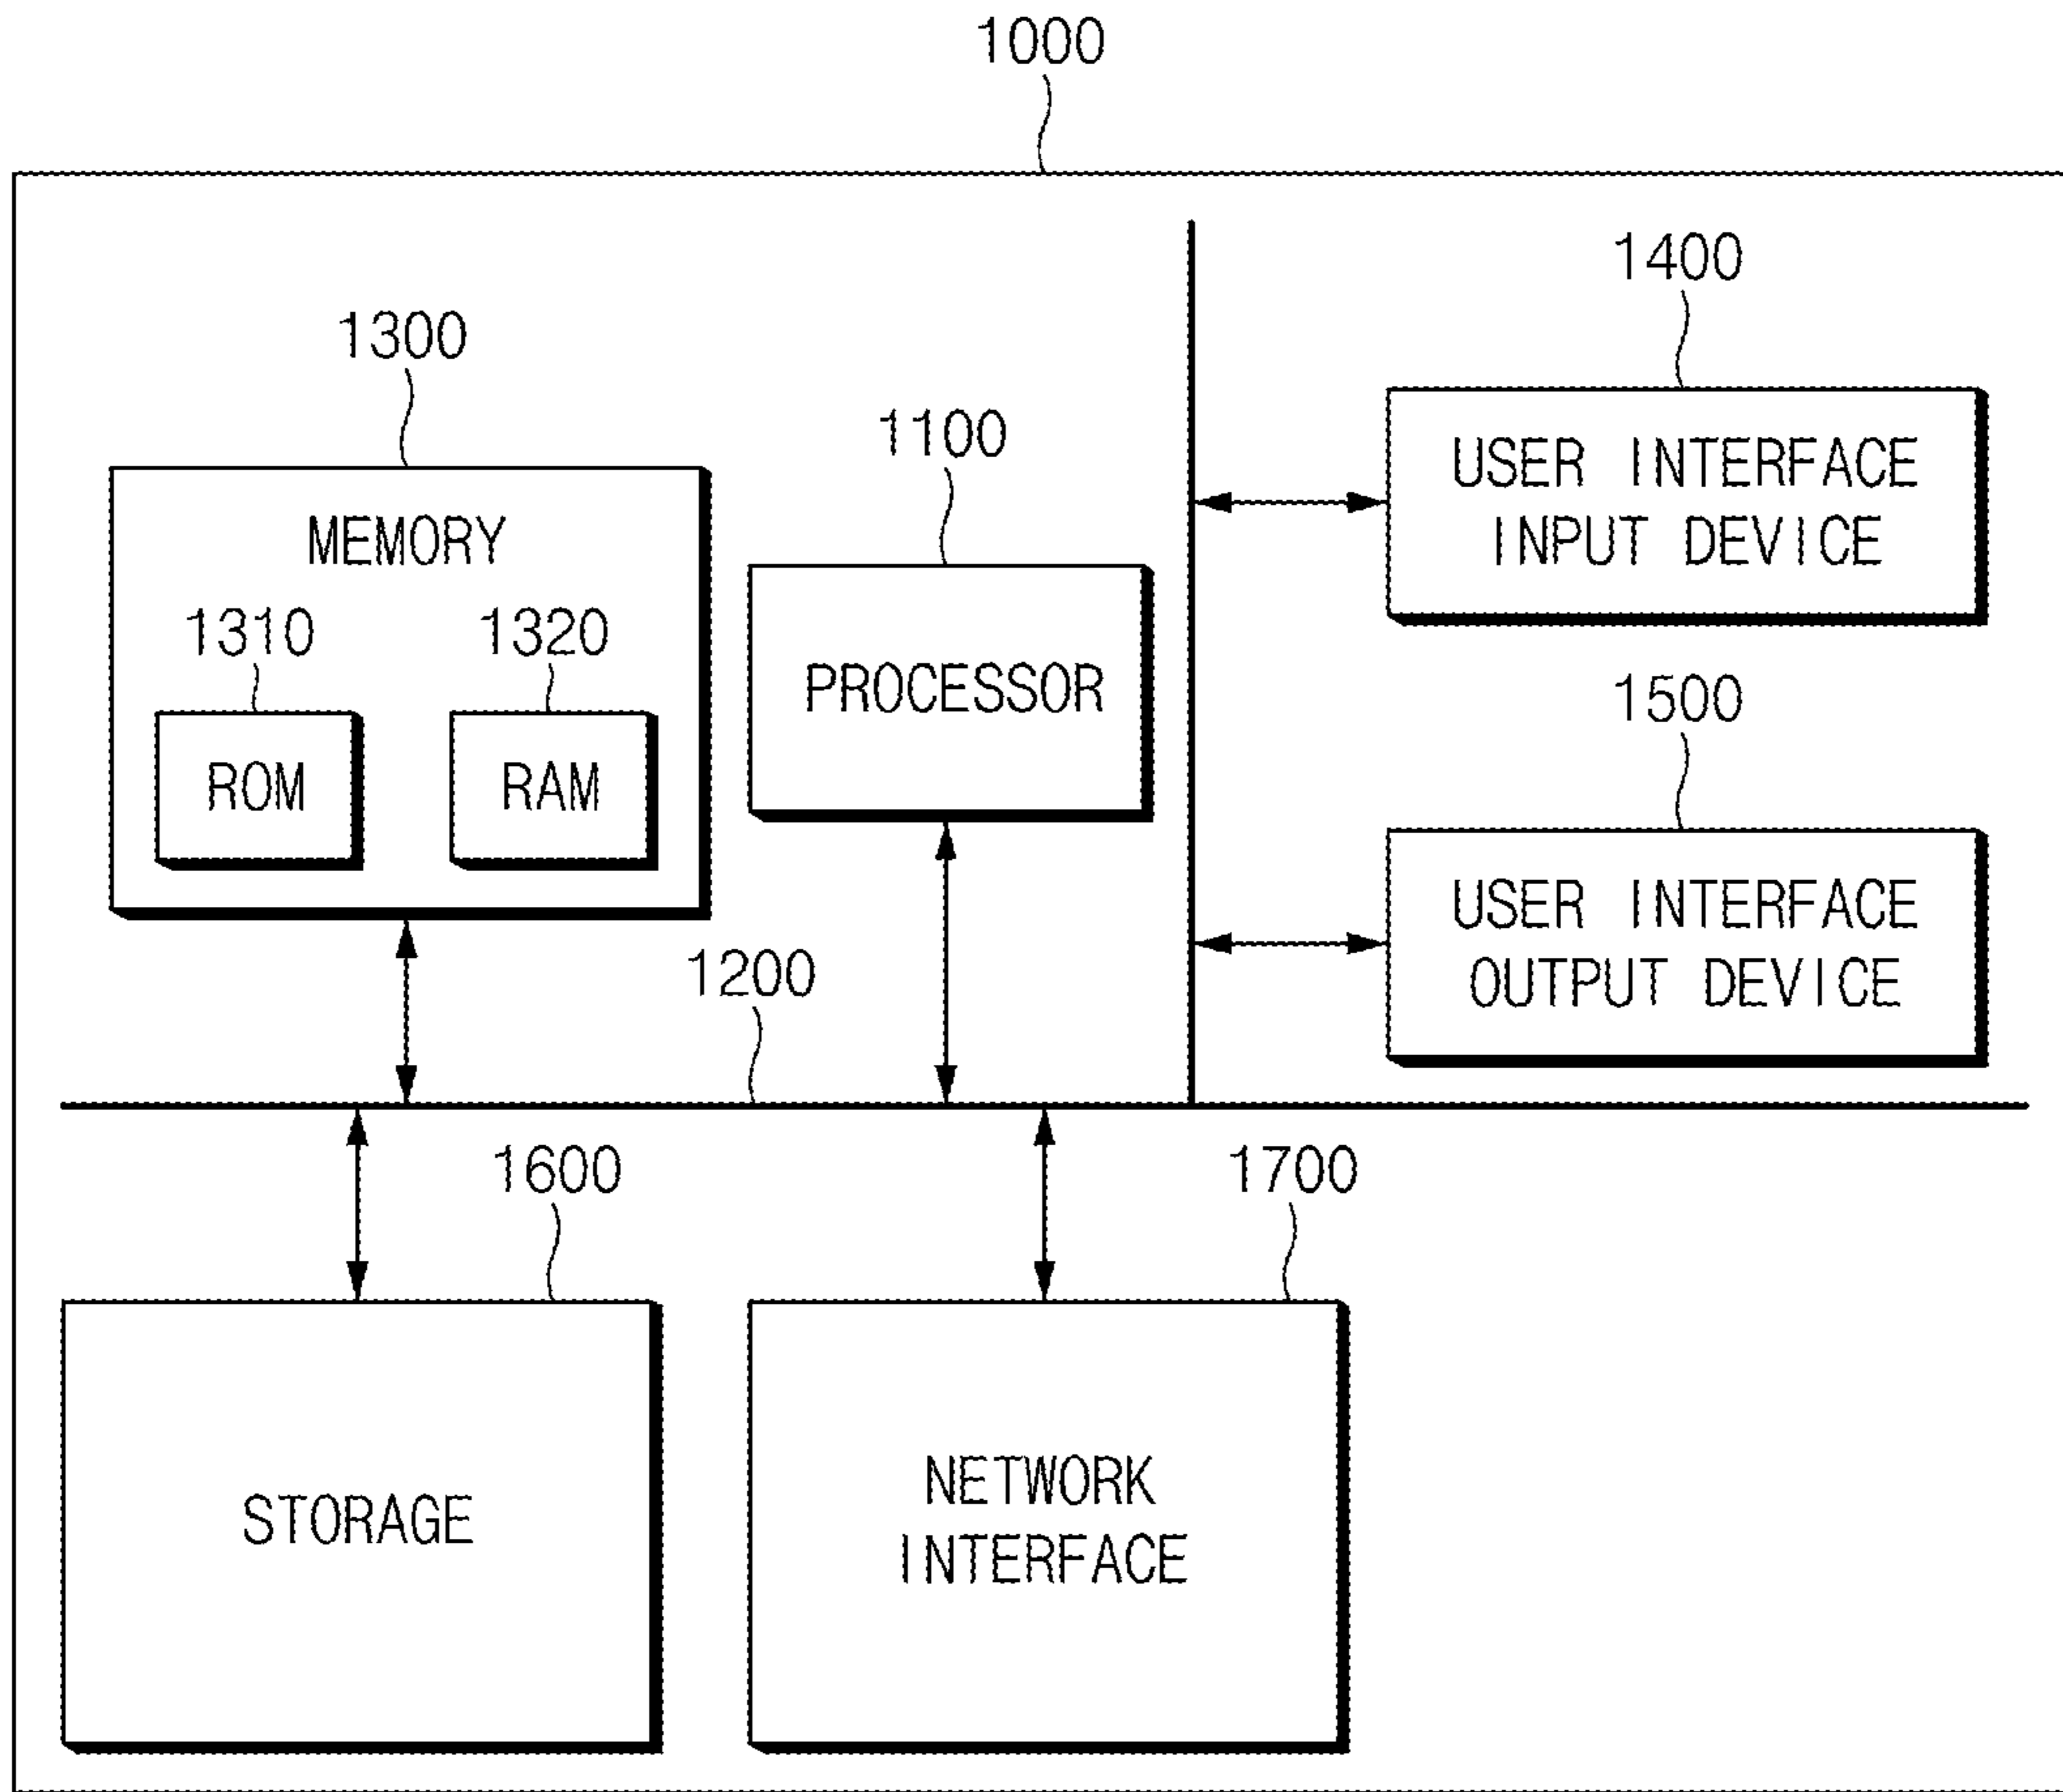 1000
1400
1300
1100
USER INTERFACE
INPUT DEVICE
MEMORY
1310
1320
PROCESSOR
1500
ROM
RAM
USER INTERFACE
OUTPUT DEVICE
1200
1600
1700
STORAGE
NETWORK
INTERFACE